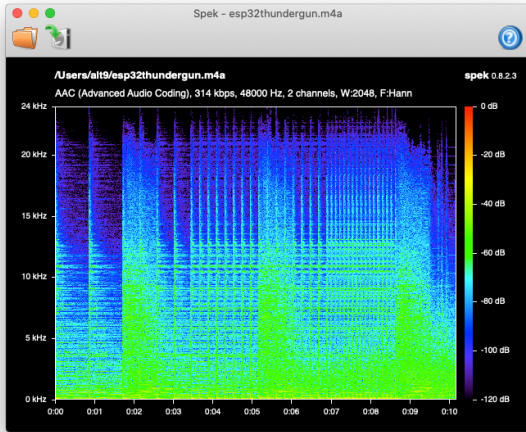 Spek - esp32thundergun.m4a
/Users/alt9/esp32thundergun.m4a
spek 0.8.2.3
AAC (Advanced Audio Coding), 314 kbps, 48000 Hz, 2 channels, W:2048, F:Hann
24 kHz
20 kHz
15 kHz
10 kHz
5 kHz
0 kHz
0 dB
-20 dB
-40 dB
-60 dB
-80 dB
-100 dB
-120 dB
0:00 0:01 0:02 0:03 0:04 0:05 0:06 0:07 0:08 0:09 0:10